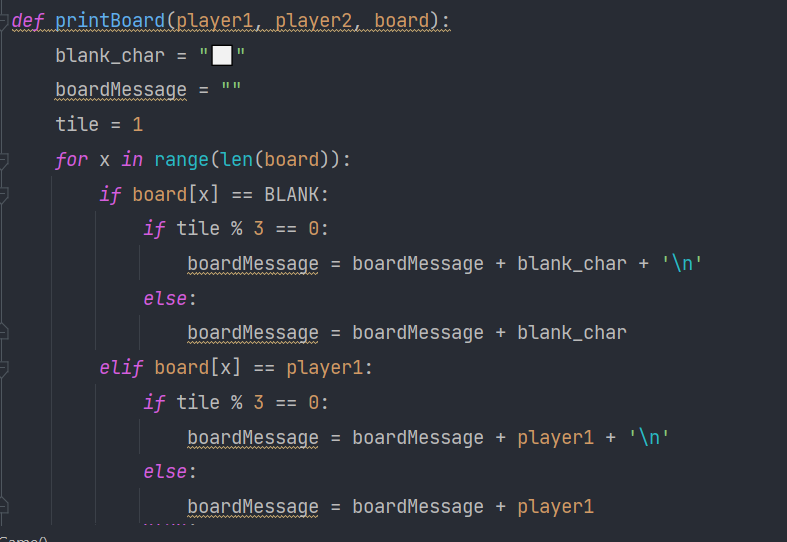 def printBoard(player1, player2, board):
    blank_char = "⬜"
    boardMessage = ""
    tile = 1
    for x in range(len(board)):
        if board[x] == BLANK:
            if tile % 3 == 0:
                boardMessage = boardMessage + blank_char + '\n'
            else:
                boardMessage = boardMessage + blank_char
        elif board[x] == player1:
            if tile % 3 == 0:
                boardMessage = boardMessage + player1 + '\n'
            else:
                boardMessage = boardMessage + player1